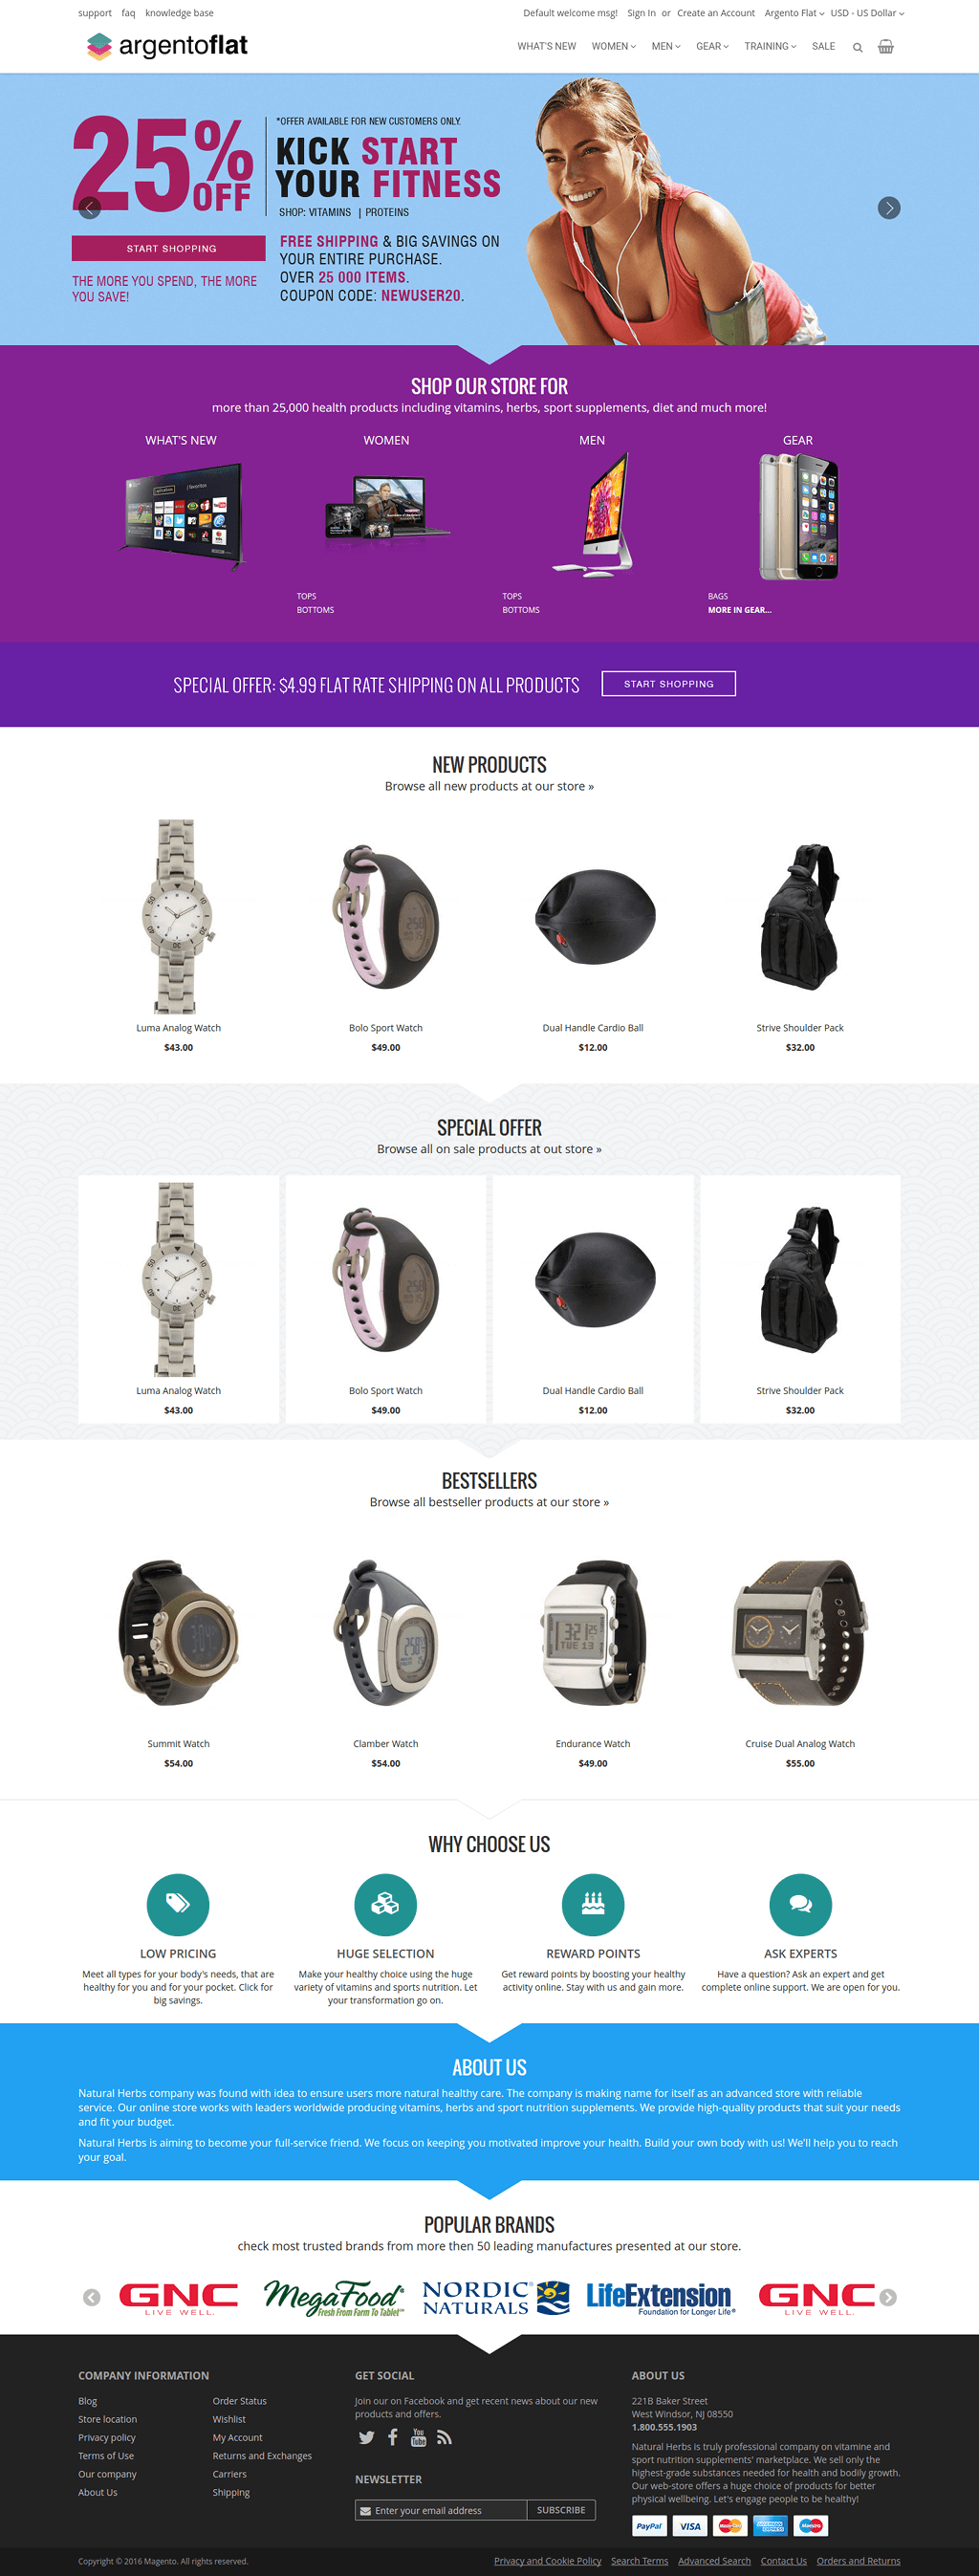 support faq knowledge base
Default welcome msg! Sign In or Create an Account Argento Flat USD - US Dollar
argentoflat
WHAT'S NEW WOMEN MEN GEAR TRAINING SALE
25% OFF
*OFFER AVAILABLE FOR NEW CUSTOMERS ONLY.
KICK START
YOUR FITNESS
SHOP: VITAMINS | PROTEINS
START SHOPPING
THE MORE YOU SPEND, THE MORE
YOU SAVE!
FREE SHIPPING & BIG SAVINGS ON
YOUR ENTIRE PURCHASE.
OVER 25 000 ITEMS.
COUPON CODE: NEWUSER20.
SHOP OUR STORE FOR
more than 25,000 health products including vitamins, herbs, sport supplements, diet and much more!
WHAT'S NEW WOMEN MEN GEAR
TOPS TOPS BAGS
BOTTOMS BOTTOMS MORE IN GEAR...
SPECIAL OFFER: $4.99 FLAT RATE SHIPPING ON ALL PRODUCTS START SHOPPING
NEW PRODUCTS
Browse all new products at our store »
Luma Analog Watch Bolo Sport Watch Dual Handle Cardio Ball Strive Shoulder Pack
$43.00 $49.00 $12.00 $32.00
SPECIAL OFFER
Browse all on sale products at out store »
Luma Analog Watch Bolo Sport Watch Dual Handle Cardio Ball Strive Shoulder Pack
$43.00 $49.00 $12.00 $32.00
BESTSELLERS
Browse all bestseller products at our store »
Summit Watch Clamber Watch Endurance Watch Cruise Dual Analog Watch
$54.00 $54.00 $49.00 $55.00
WHY CHOOSE US
LOW PRICING
Meet all types for your body's needs, that are
healthy for you and for your pocket. Click for
big savings.
HUGE SELECTION
Make your healthy choice using the huge
variety of vitamins and sports nutrition. Let
your transformation go on.
REWARD POINTS
Get reward points by boosting your healthy
activity online. Stay with us and gain more.
ASK EXPERTS
Have a question? Ask an expert and get
complete online support. We are open for you.
ABOUT US
Natural Herbs company was found with idea to ensure users more natural healthy care. The company is making name for itself as an advanced store with reliable
service. Our online store works with leaders worldwide producing vitamins, herbs and sport nutrition supplements. We provide high-quality products that suit your needs
and fit your budget.
Natural Herbs is aiming to become your full-service friend. We focus on keeping you motivated improve your health. Build your own body with us! We'll help you to reach
your goal.
POPULAR BRANDS
check most trusted brands from more then 50 leading manufactures presented at our store.
GNC
LIVE WELL.
MegaFood
Fresh From Farm To Tablet
NORDIC
NATURALS
LifeExtension
Foundation for Longer Life®
GNC
LIVE WELL.
COMPANY INFORMATION
Blog
Store location
Privacy policy
Terms of Use
Our company
About Us
Order Status
Wishlist
My Account
Returns and Exchanges
Carriers
Shipping
GET SOCIAL
Join our on Facebook and get recent news about our new
products and offers.
You
Tube
NEWSLETTER
Enter your email address SUBSCRIBE
ABOUT US
221B Baker Street
West Windsor, NJ 08550
1.800.555.1903
Natural Herbs is truly professional company on vitamine and
sport nutrition supplements' marketplace. We sell only the
highest-grade substances needed for health and bodily growth.
Our web-store offers a huge choice of products for better
physical wellbeing. Let's engage people to be healthy!
PayPal VISA MasterCard AMERICAN EXPRESS Maestro
Copyright © 2016 Magento. All rights reserved.
Privacy and Cookie Policy Search Terms Advanced Search Contact Us Orders and Returns